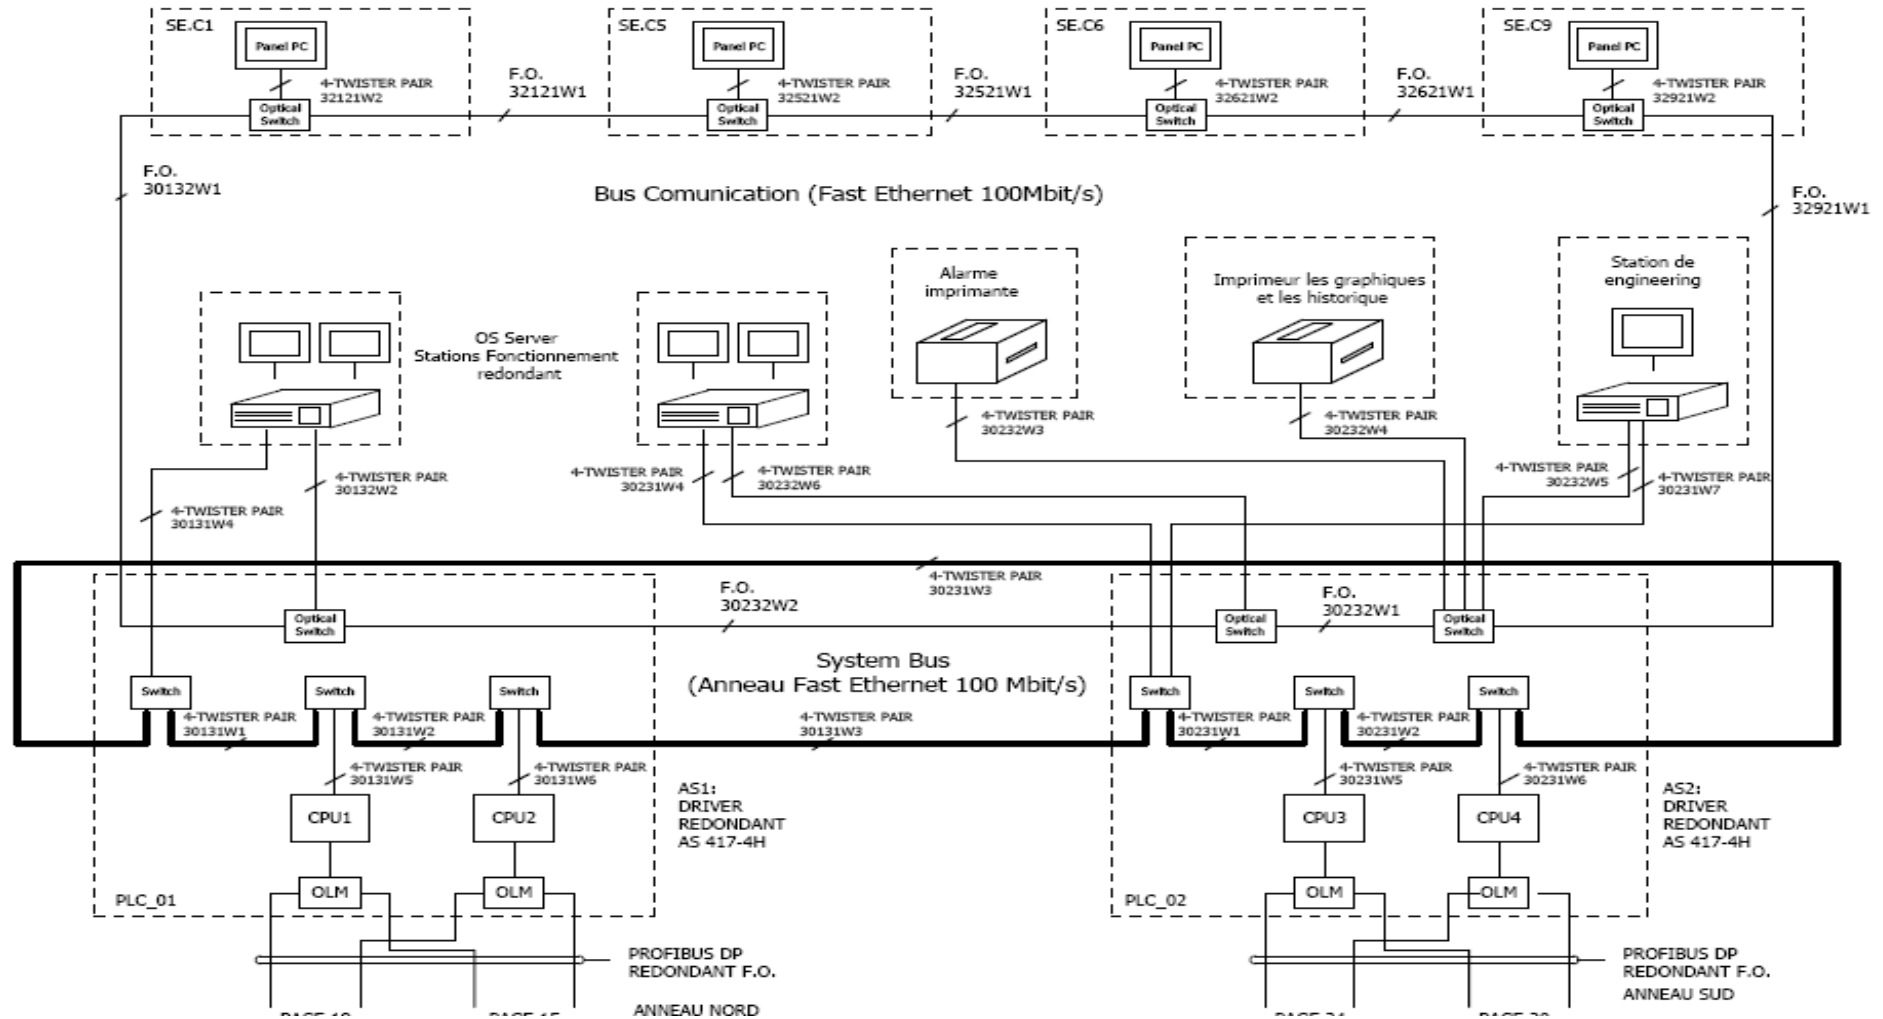 SE.C1
Panel PC
4-TWISTER PAIR
32121W2
Optical
Switch
F.O.
32121W1
SE.C5
Panel PC
4-TWISTER PAIR
32521W2
Optical
Switch
F.O.
32521W1
SE.C6
Panel PC
4-TWISTER PAIR
32621W2
Optical
Switch
F.O.
32621W1
SE.C9
Panel PC
4-TWISTER PAIR
32921W2
Optical
Switch
F.O.
30132W1
Bus Comunication (Fast Ethernet 100Mbit/s)
F.O.
32921W1
OS Server
Stations Fonctionnement
redondant
Alarme
imprimante
Imprimeur les graphiques
et les historique
Station de
engineering
4-TWISTER PAIR
30131W4
4-TWISTER PAIR
30132W2
4-TWISTER PAIR
30231W4
4-TWISTER PAIR
30232W6
4-TWISTER PAIR
30232W3
4-TWISTER PAIR
30232W4
4-TWISTER PAIR
30232W5
4-TWISTER PAIR
30231W7
4-TWISTER PAIR
30231W3
Optical
Switch
F.O.
30232W2
Optical
Switch
F.O.
30232W1
Optical
Switch
System Bus
(Anneau Fast Ethernet 100 Mbit/s)
Switch
4-TWISTER PAIR
30131W1
Switch
4-TWISTER PAIR
30131W2
Switch
4-TWISTER PAIR
30131W3
Switch
4-TWISTER PAIR
30231W1
Switch
4-TWISTER PAIR
30231W2
Switch
4-TWISTER PAIR
30131W5
4-TWISTER PAIR
30131W6
4-TWISTER PAIR
30231W5
4-TWISTER PAIR
30231W6
CPU1
CPU2
AS1:
DRIVER
REDONDANT
AS 417-4H
CPU3
CPU4
AS2:
DRIVER
REDONDANT
AS 417-4H
OLM
OLM
PLC_01
OLM
OLM
PLC_02
PROFIBUS DP
REDONDANT F.O.
ANNEAU NORD
PROFIBUS DP
REDONDANT F.O.
ANNEAU SUD